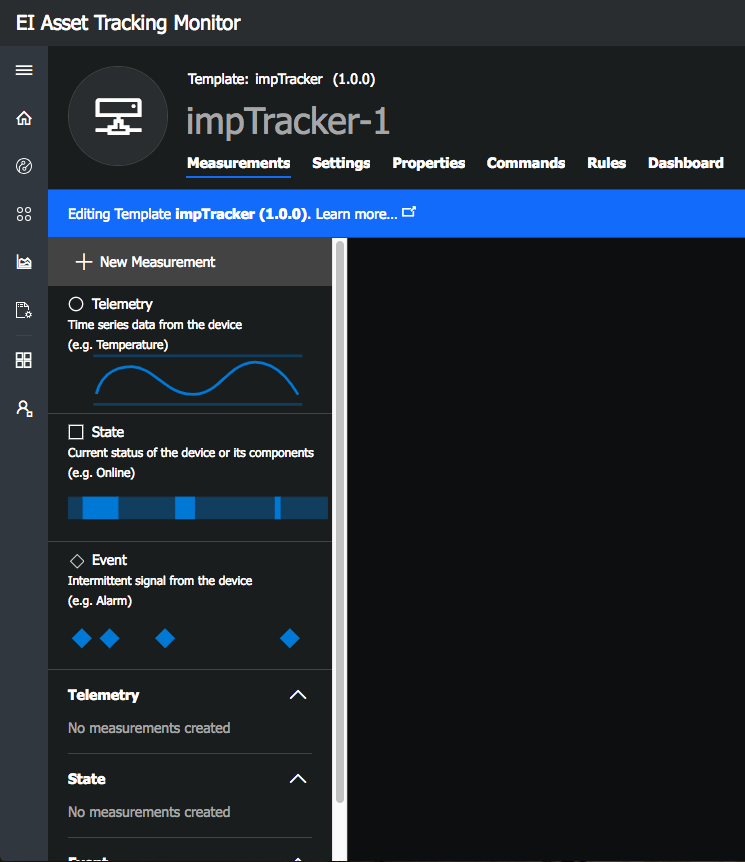 EI Asset Tracking Monitor
Template: impTracker (1.0.0)
impTracker-1
Measurements Settings Properties Commands Rules Dashboard
Editing Template impTracker (1.0.0). Learn more...
New Measurement
Telemetry
Time series data from the device
(e.g. Temperature)
State
Current status of the device or its components
(e.g. Online)
Event
Intermittent signal from the device
(e.g. Alarm)
Telemetry
No measurements created
State
No measurements created
Event